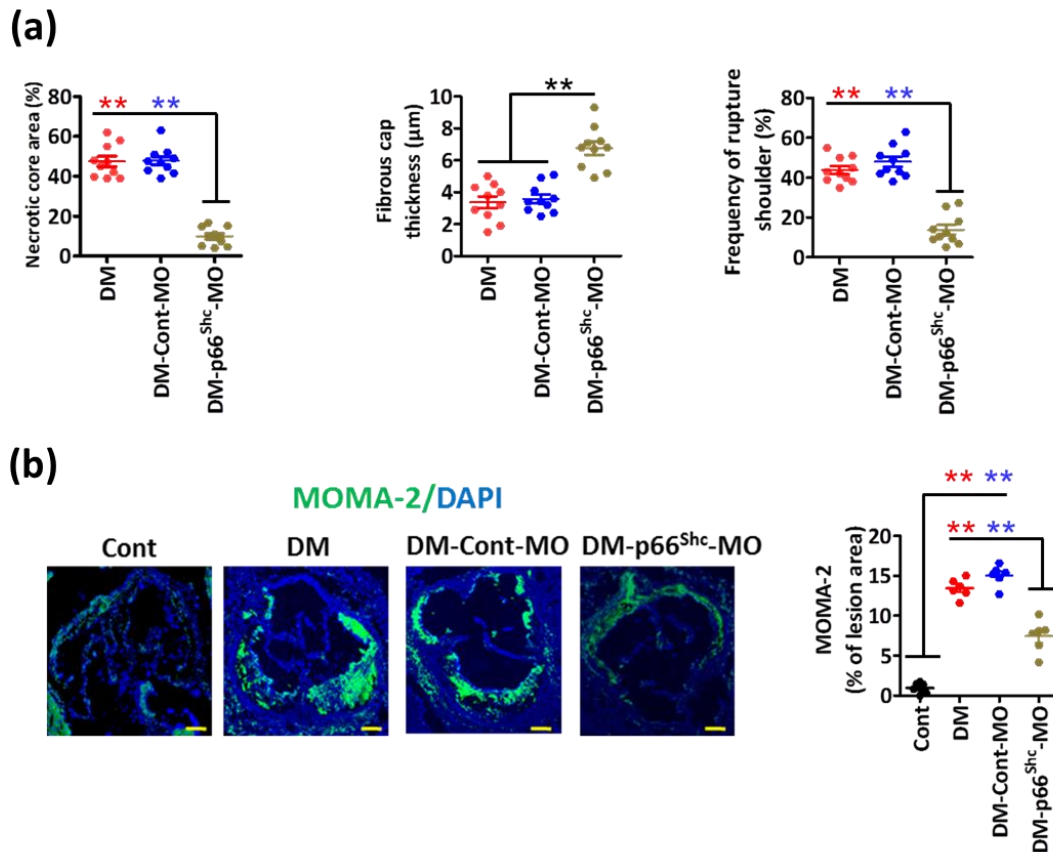 (a)
Necrotic core area (%)
80
60
40
20
0
** **
DM
DM-Cont-MO
DM-p66Shc-MO
Fibrous cap
thickness (μm)
10
8
6
4
2
0
**
DM
DM-Cont-MO
DM-p66Shc-MO
Frequency of rupture
shoulder (%)
80
60
40
20
0
** **
DM
DM-Cont-MO
DM-p66Shc-MO
(b)
MOMA-2/DAPI
Cont
DM
DM-Cont-MO
DM-p66Shc-MO
MOMA-2
(% of lesion area)
20
15
10
5
0
** **
** **
Cont
DM
DM-Cont-MO
DM-p66Shc-MO